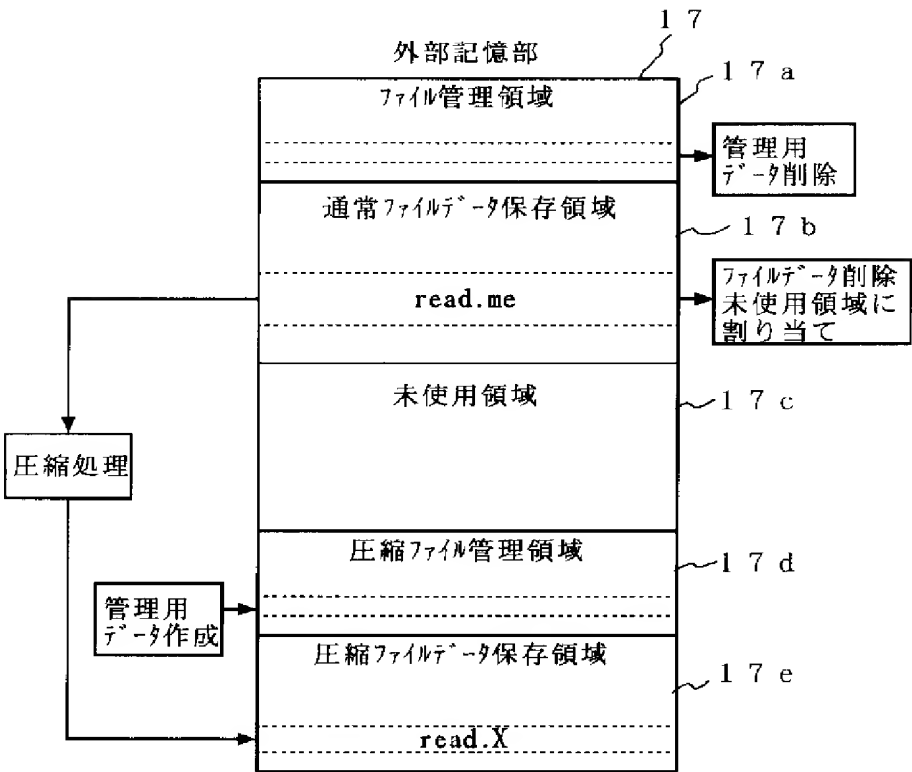 １７
外部記憶部
１７ａ
ファイル管理領域
管理用
データ削除
通常ファイルデータ保存領域
１７ｂ
read.me
ファイルデータ削除
未使用領域に
割り当て
未使用領域
１７ｃ
圧縮処理
圧縮ファイル管理領域
１７ｄ
管理用
データ作成
圧縮ファイルデータ保存領域
１７ｅ
read.X